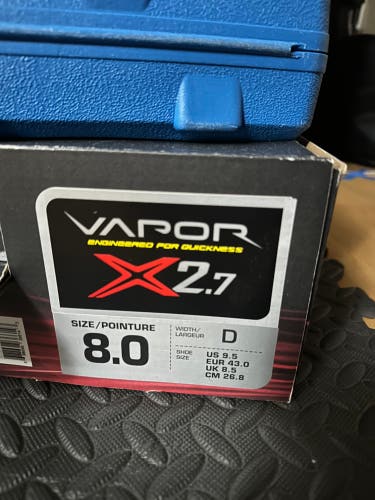 VAPOR
ENGINEERED FOR QUICKNESS
X2.7
SIZE/POINTURE
8.0
WIDTH/
LARGEUR
D
SHOE
SIZE
US 9.5
EUR 43.0
UK 8.5
CM 26.8